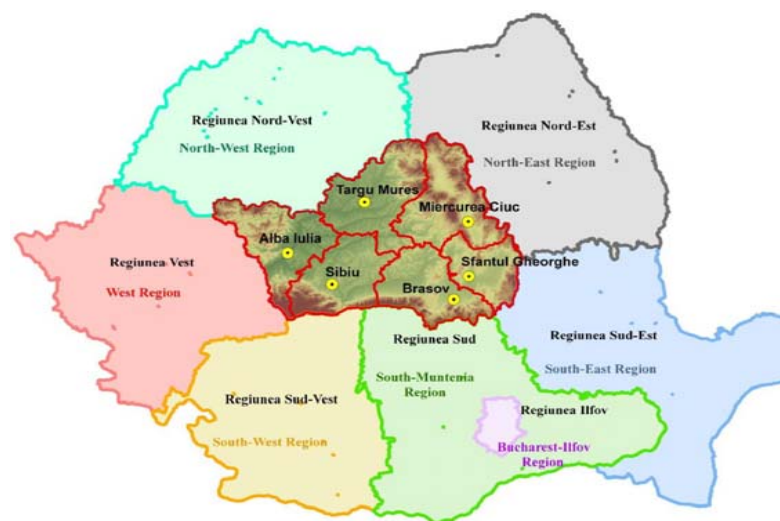 Regiunea Nord-Vest
North-West Region
Regiunea Nord-Est
North-East Region
Targu Mures
Miercurea Ciuc
Alba Iulia
Sibiu
Sfantul Gheorghe
Brasov
Regiunea Vest
West Region
Regiunea Sud
South-Muntenia
Region
Regiunea Sud-Est
South-East Region
Regiunea Sud-Vest
South-West Region
Regiunea Ilfov
Bucharest-Ilfov
Region